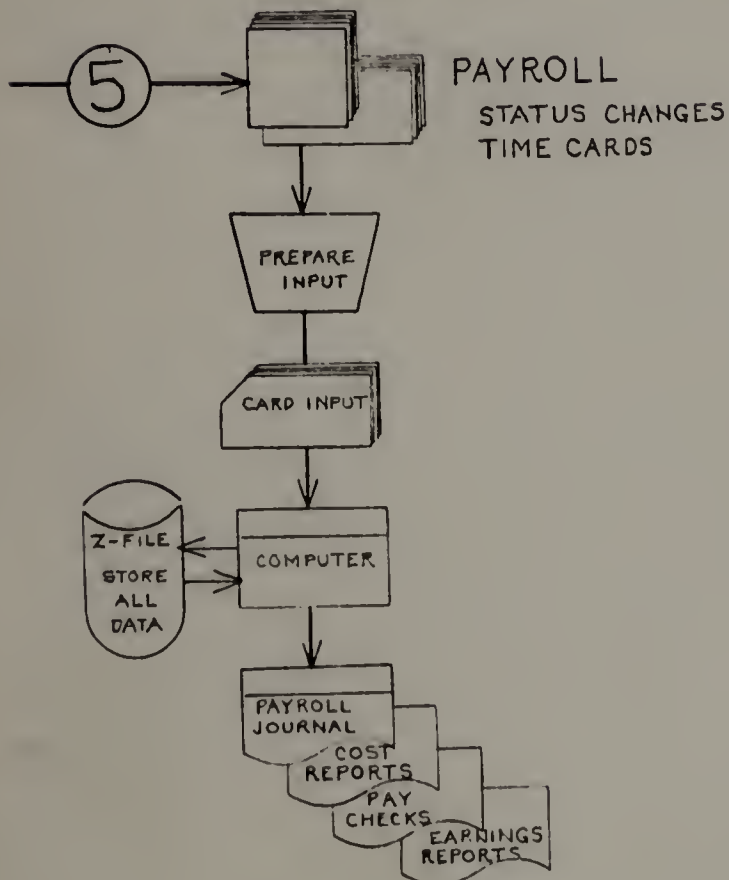 5
PAYROLL
STATUS CHANGES
TIME CARDS
PREPARE
INPUT
CARD INPUT
Z-FILE
STORE
ALL
DATA
COMPUTER
PAYROLL
JOURNAL
COST
REPORTS
PAY
CHECKS
EARNINGS
REPORTS